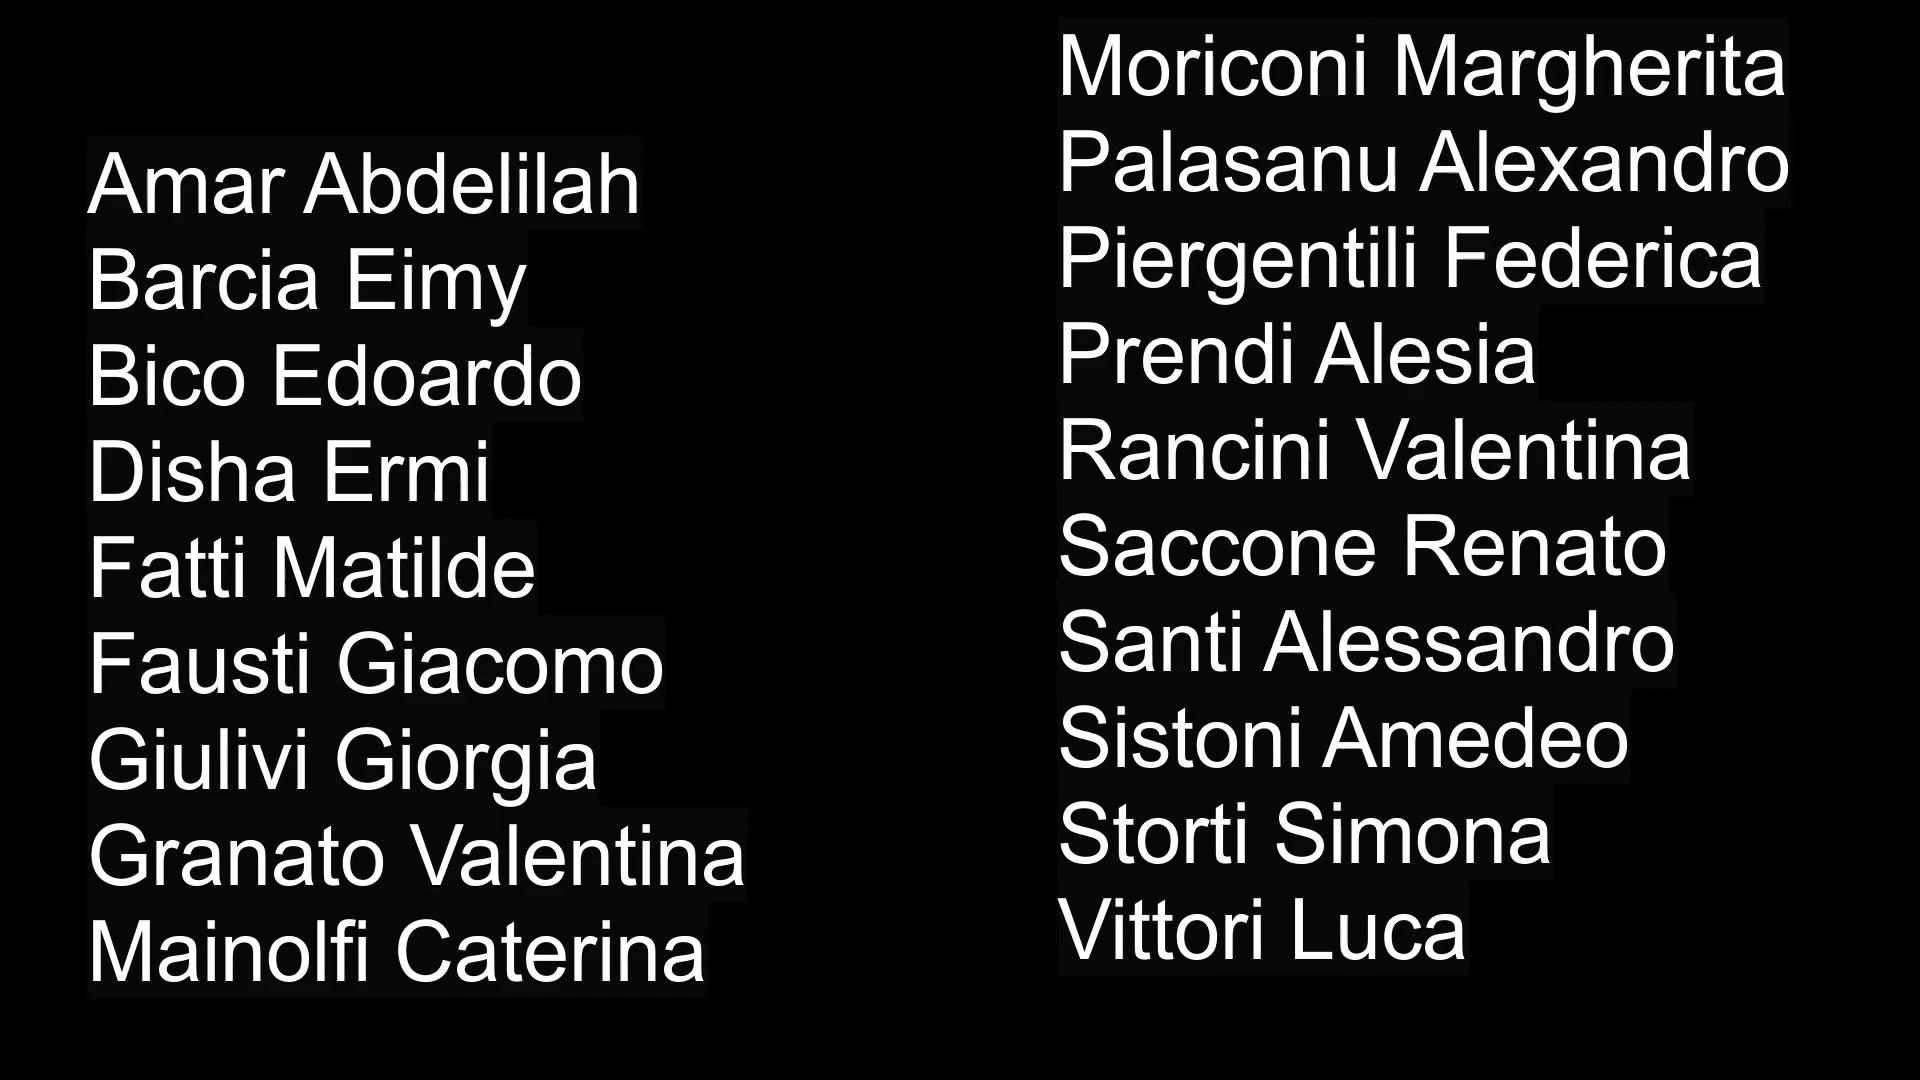 Amar Abdelilah
Barcia Eimy
Bico Edoardo
Disha Ermi
Fatti Matilde
Fausti Giacomo
Giulivi Giorgia
Granato Valentina
Mainolfi Caterina
Moriconi Margherita
Palasanu Alexandro
Piergentili Federica
Prendi Alesia
Rancini Valentina
Saccone Renato
Santi Alessandro
Sistoni Amedeo
Storti Simona
Vittori Luca